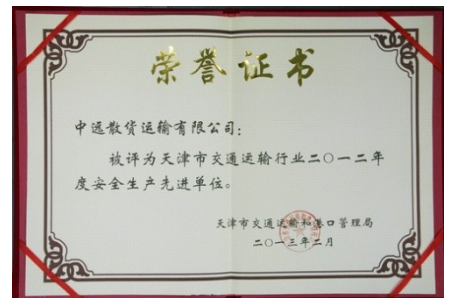 荣誉证书
中远散货运输有限公司：
被评为天津市交通运输行业二〇一二年
度安全生产先进单位。
天津市交通运输和港口管理局
二〇一三年二月